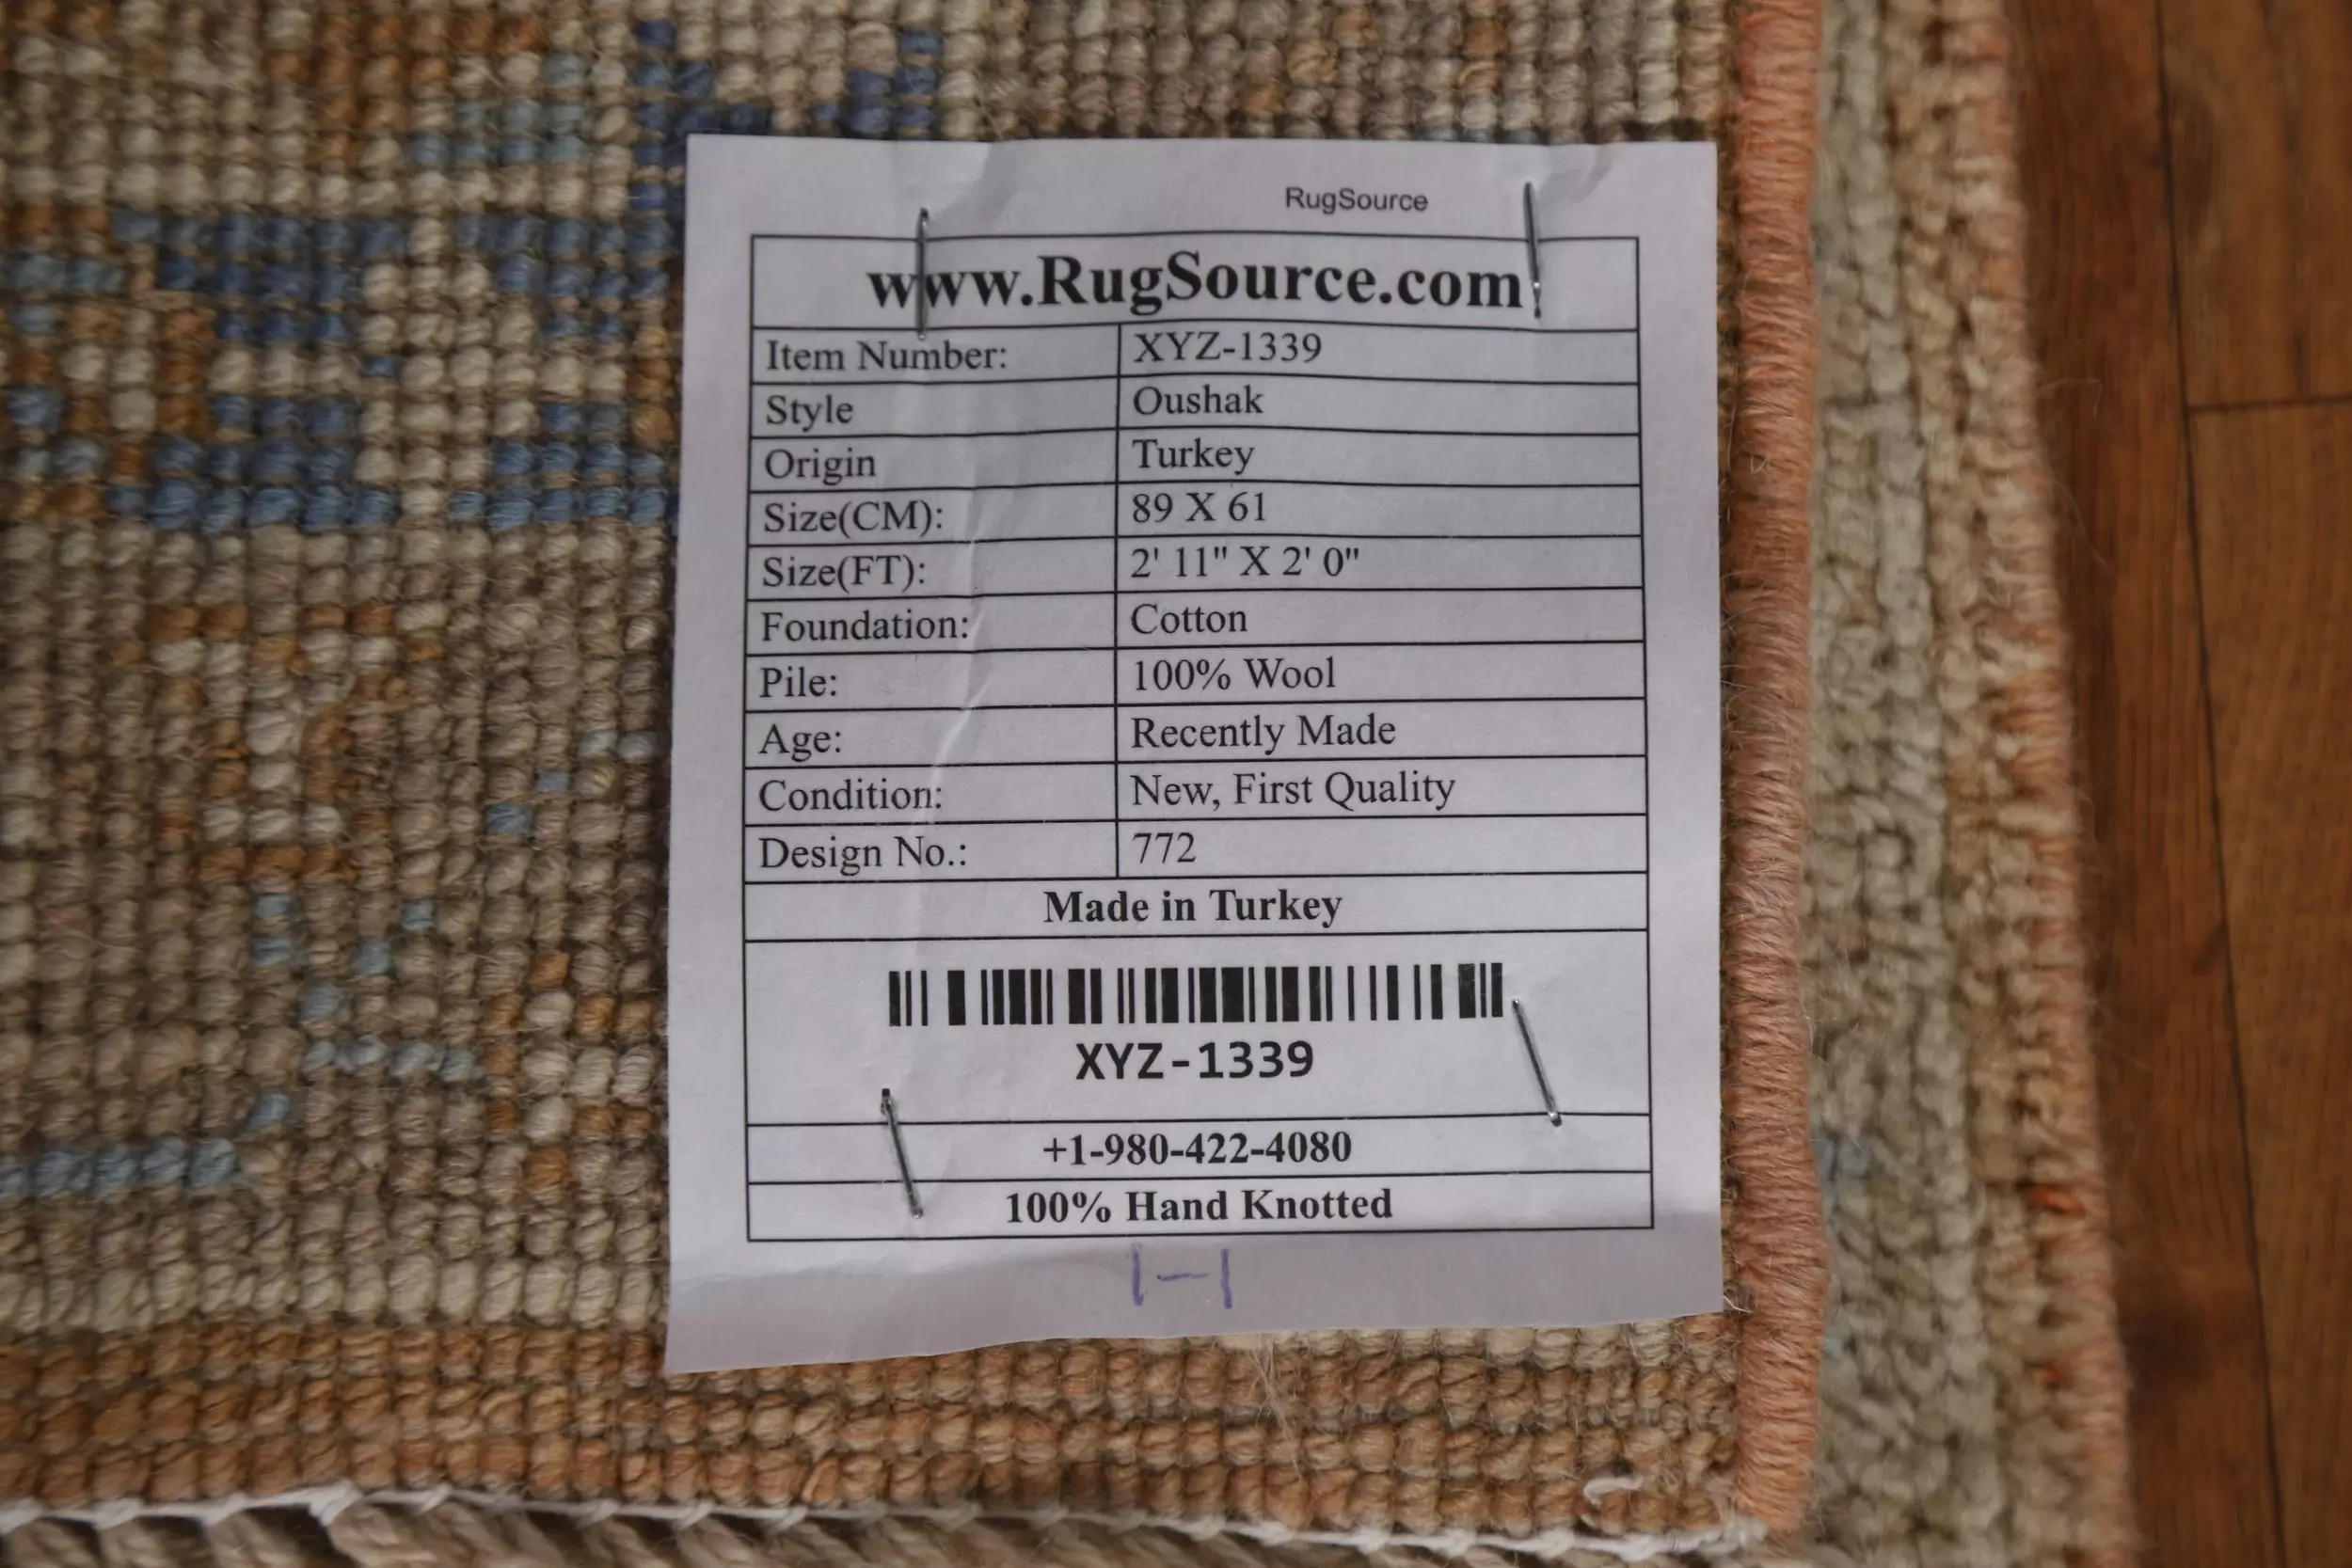 RugSource
www.RugSource.com
Item Number: XYZ-1339
Style Oushak
Origin Turkey
Size(CM): 89 X 61
Size(FT): 2' 11" X 2' 0"
Foundation: Cotton
Pile: 100% Wool
Age: Recently Made
Condition: New, First Quality
Design No.: 772
Made in Turkey
XYZ-1339
+1-980-422-4080
100% Hand Knotted
1-1